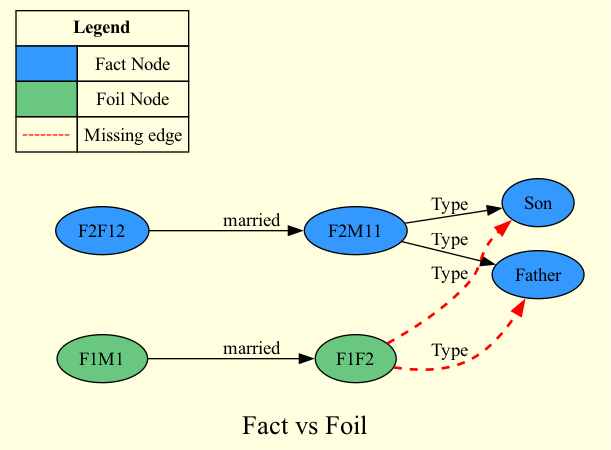 Legend
Fact Node
Foil Node
Missing edge
F2F12
married
F2M11
Type
Son
Type
Father
Type
F1M1
married
F1F2
Type
Fact vs Foil